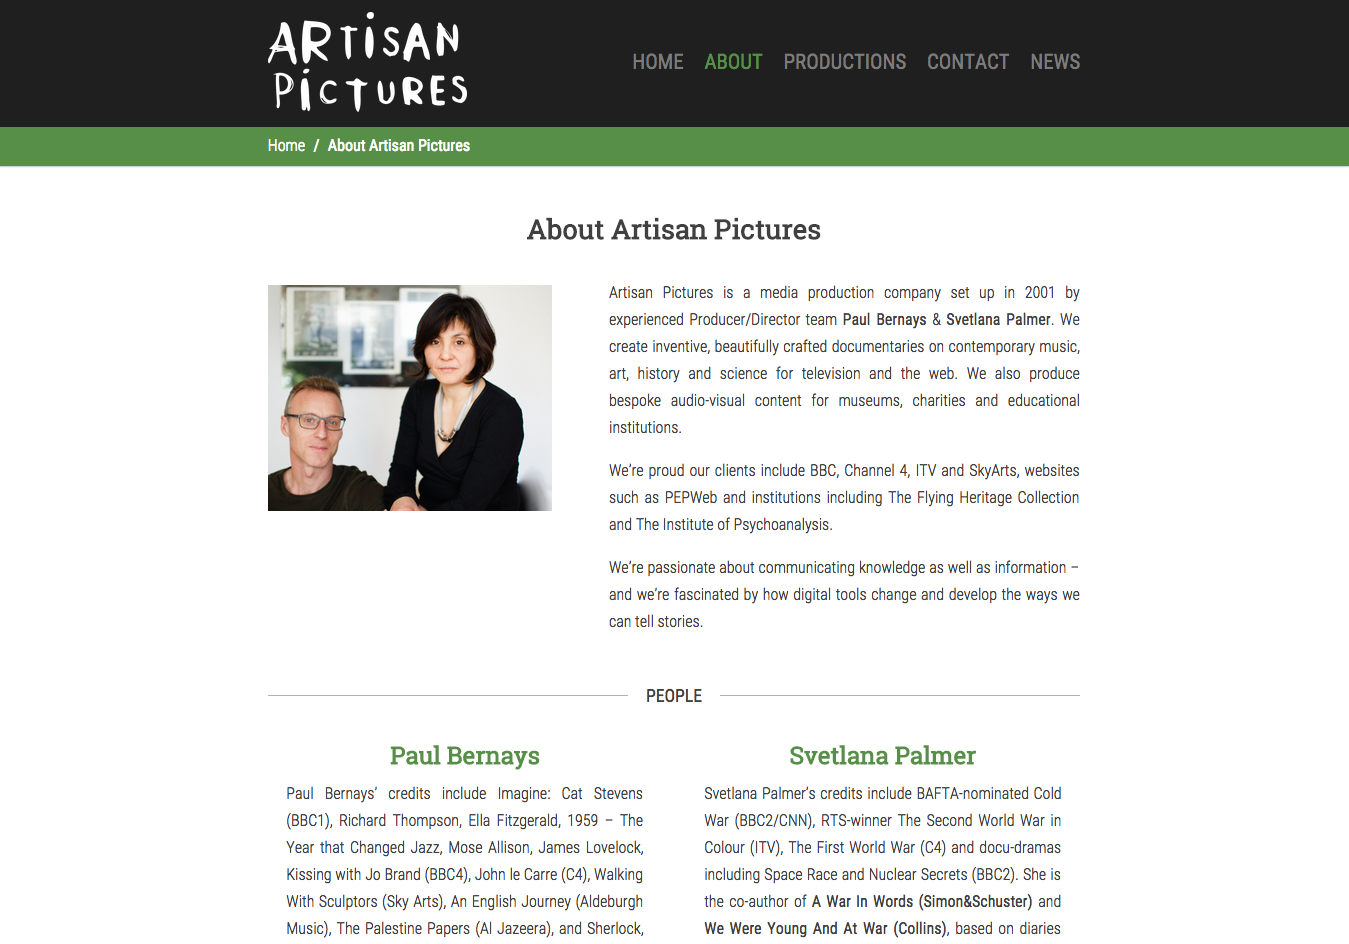 ARTISAN
PICTURES
HOME ABOUT PRODUCTIONS CONTACT NEWS
Home / About Artisan Pictures
About Artisan Pictures
Artisan Pictures is a media production company set up in 2001 by
experienced Producer/Director team Paul Bernays & Svetlana Palmer. We
create inventive, beautifully crafted documentaries on contemporary music,
art, history and science for television and the web. We also produce
bespoke audio-visual content for museums, charities and educational
institutions.
We’re proud our clients include BBC, Channel 4, ITV and SkyArts, websites
such as PEPWeb and institutions including The Flying Heritage Collection
and The Institute of Psychoanalysis.
We’re passionate about communicating knowledge as well as information –
and we’re fascinated by how digital tools change and develop the ways we
can tell stories.
PEOPLE
Paul Bernays
Paul Bernays’ credits include Imagine: Cat Stevens
(BBC1), Richard Thompson, Ella Fitzgerald, 1959 – The
Year that Changed Jazz, Mose Allison, James Lovelock,
Kissing with Jo Brand (BBC4), John le Carre (C4), Walking
With Sculptors (Sky Arts), An English Journey (Aldeburgh
Music), The Palestine Papers (Al Jazeera), and Sherlock,
Svetlana Palmer
Svetlana Palmer’s credits include BAFTA-nominated Cold
War (BBC2/CNN), RTS-winner The Second World War in
Colour (ITV), The First World War (C4) and docu-dramas
including Space Race and Nuclear Secrets (BBC2). She is
the co-author of A War In Words (Simon&Schuster) and
We Were Young And At War (Collins), based on diaries